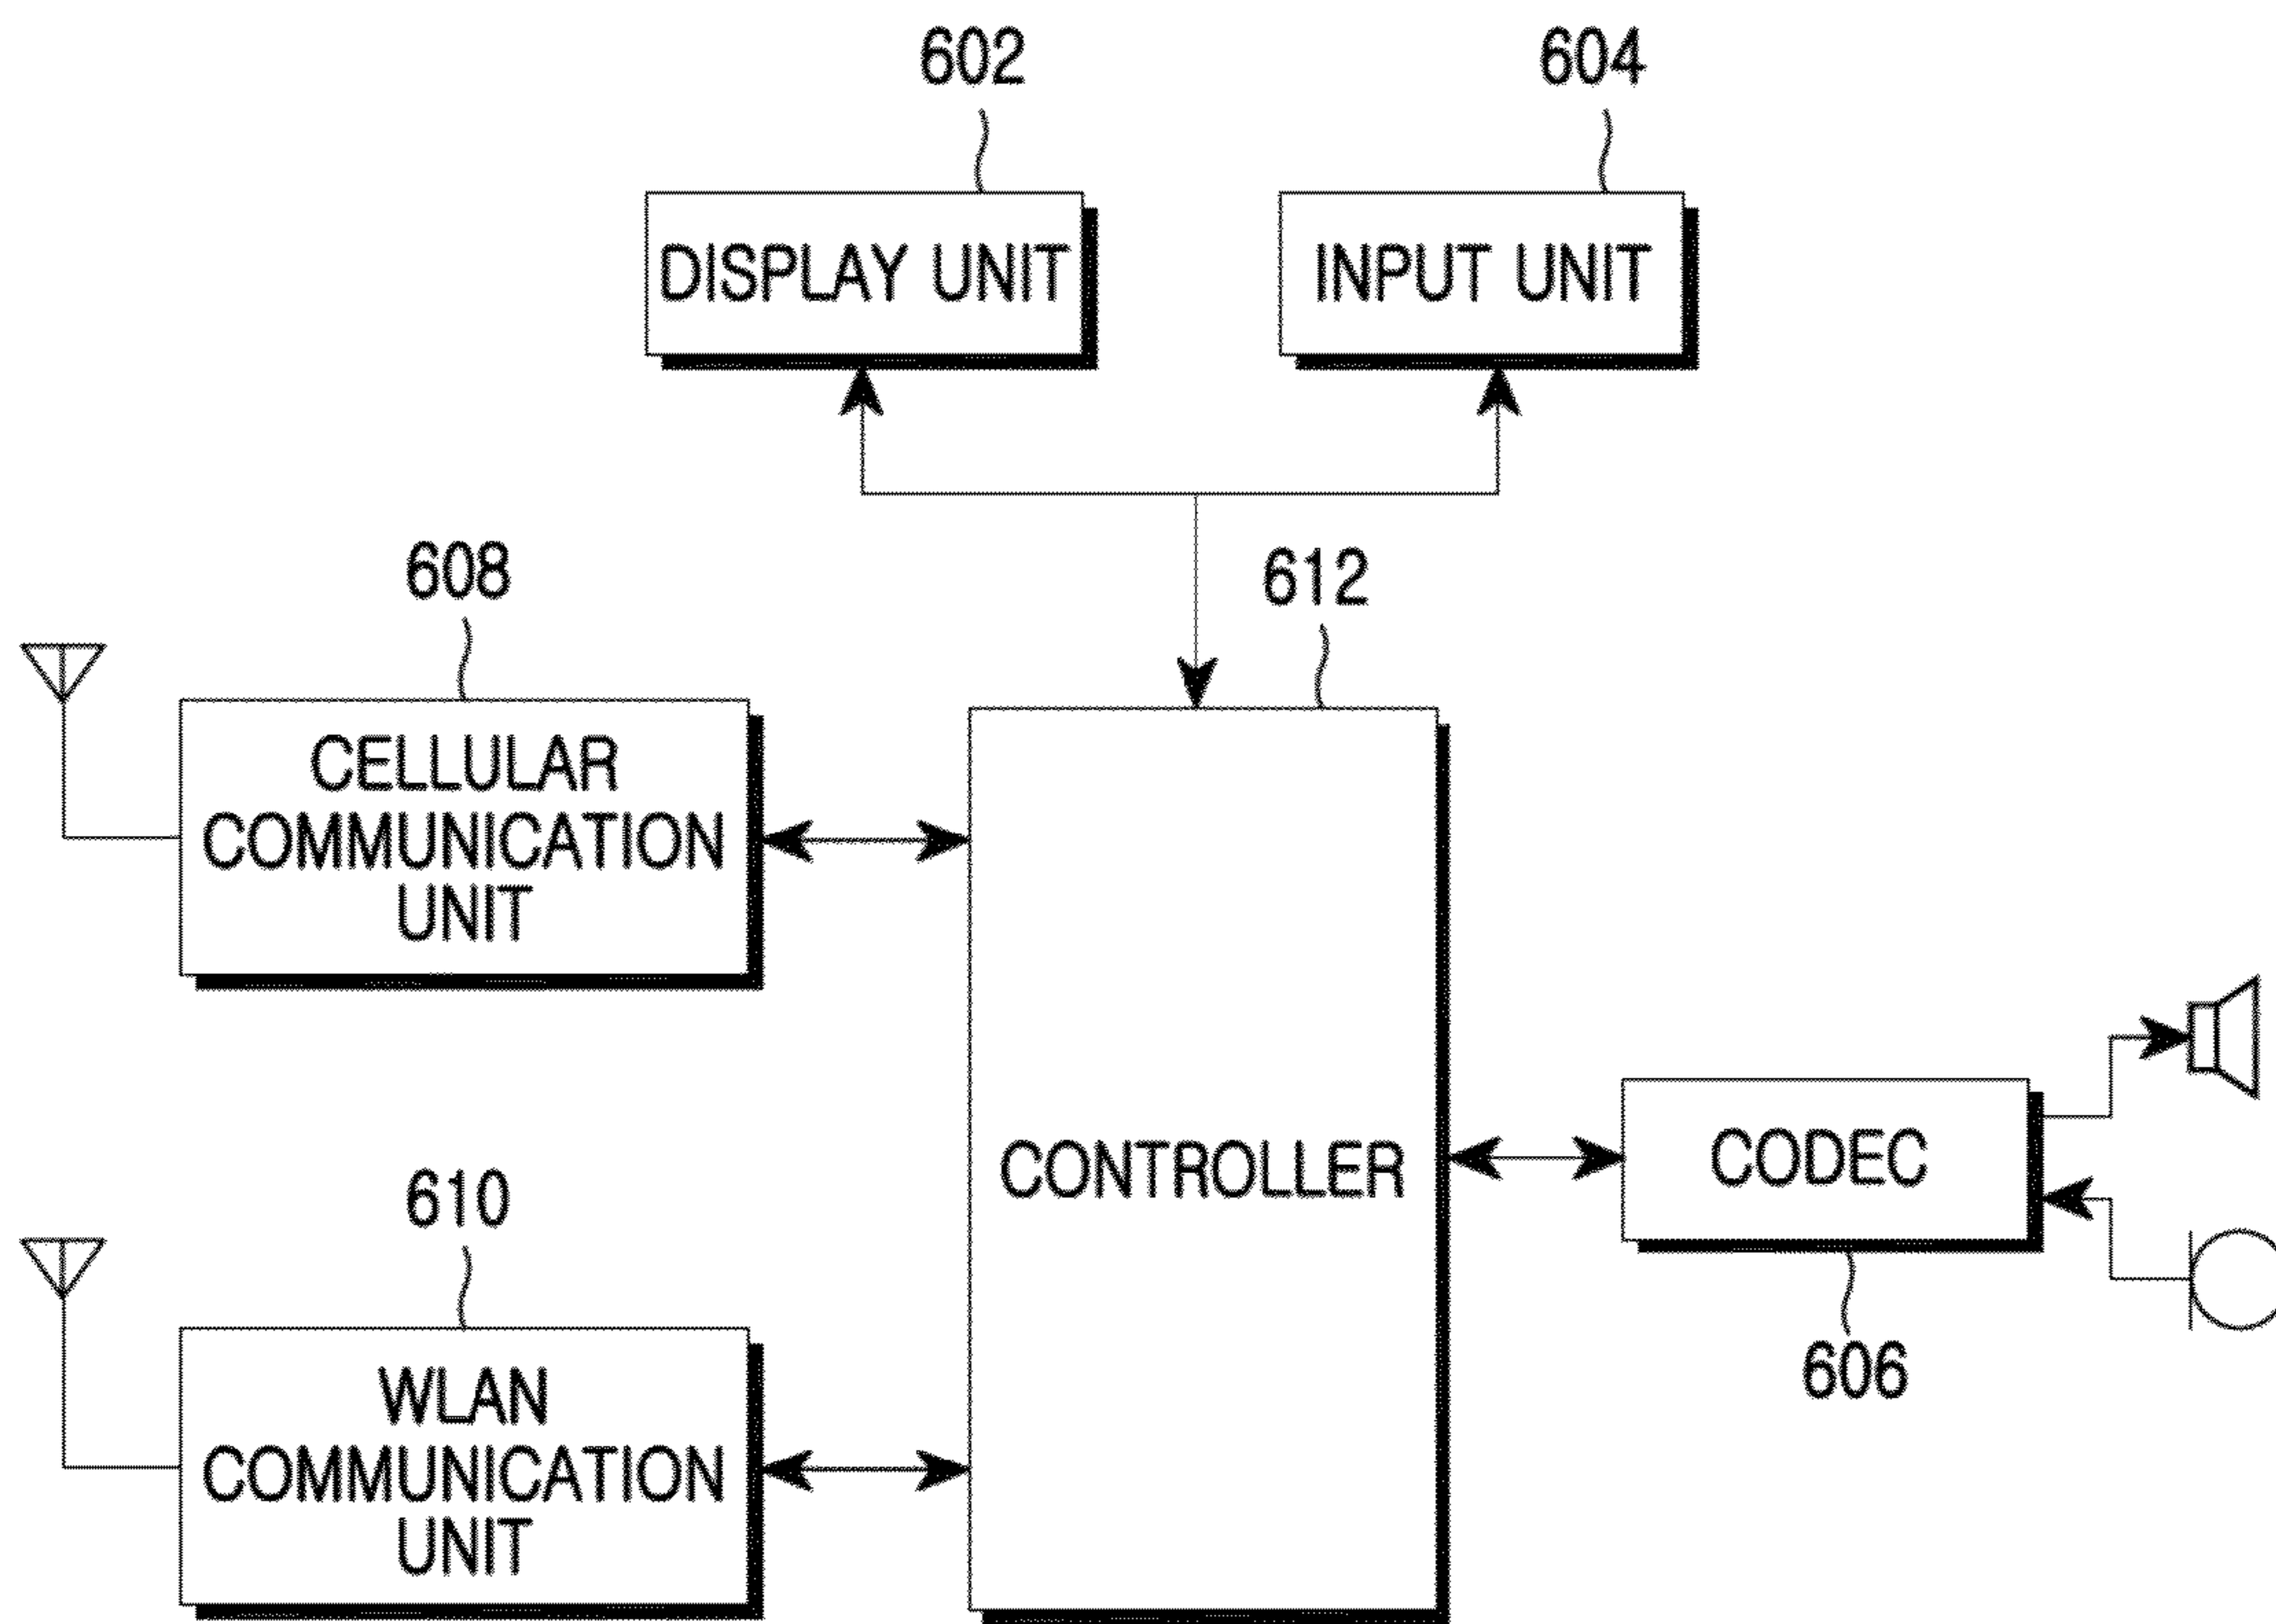 602
604
DISPLAY UNIT
INPUT UNIT
608
612
CELLULAR
COMMUNICATION
UNIT
CONTROLLER
CODEC
610
606
WLAN
COMMUNICATION
UNIT